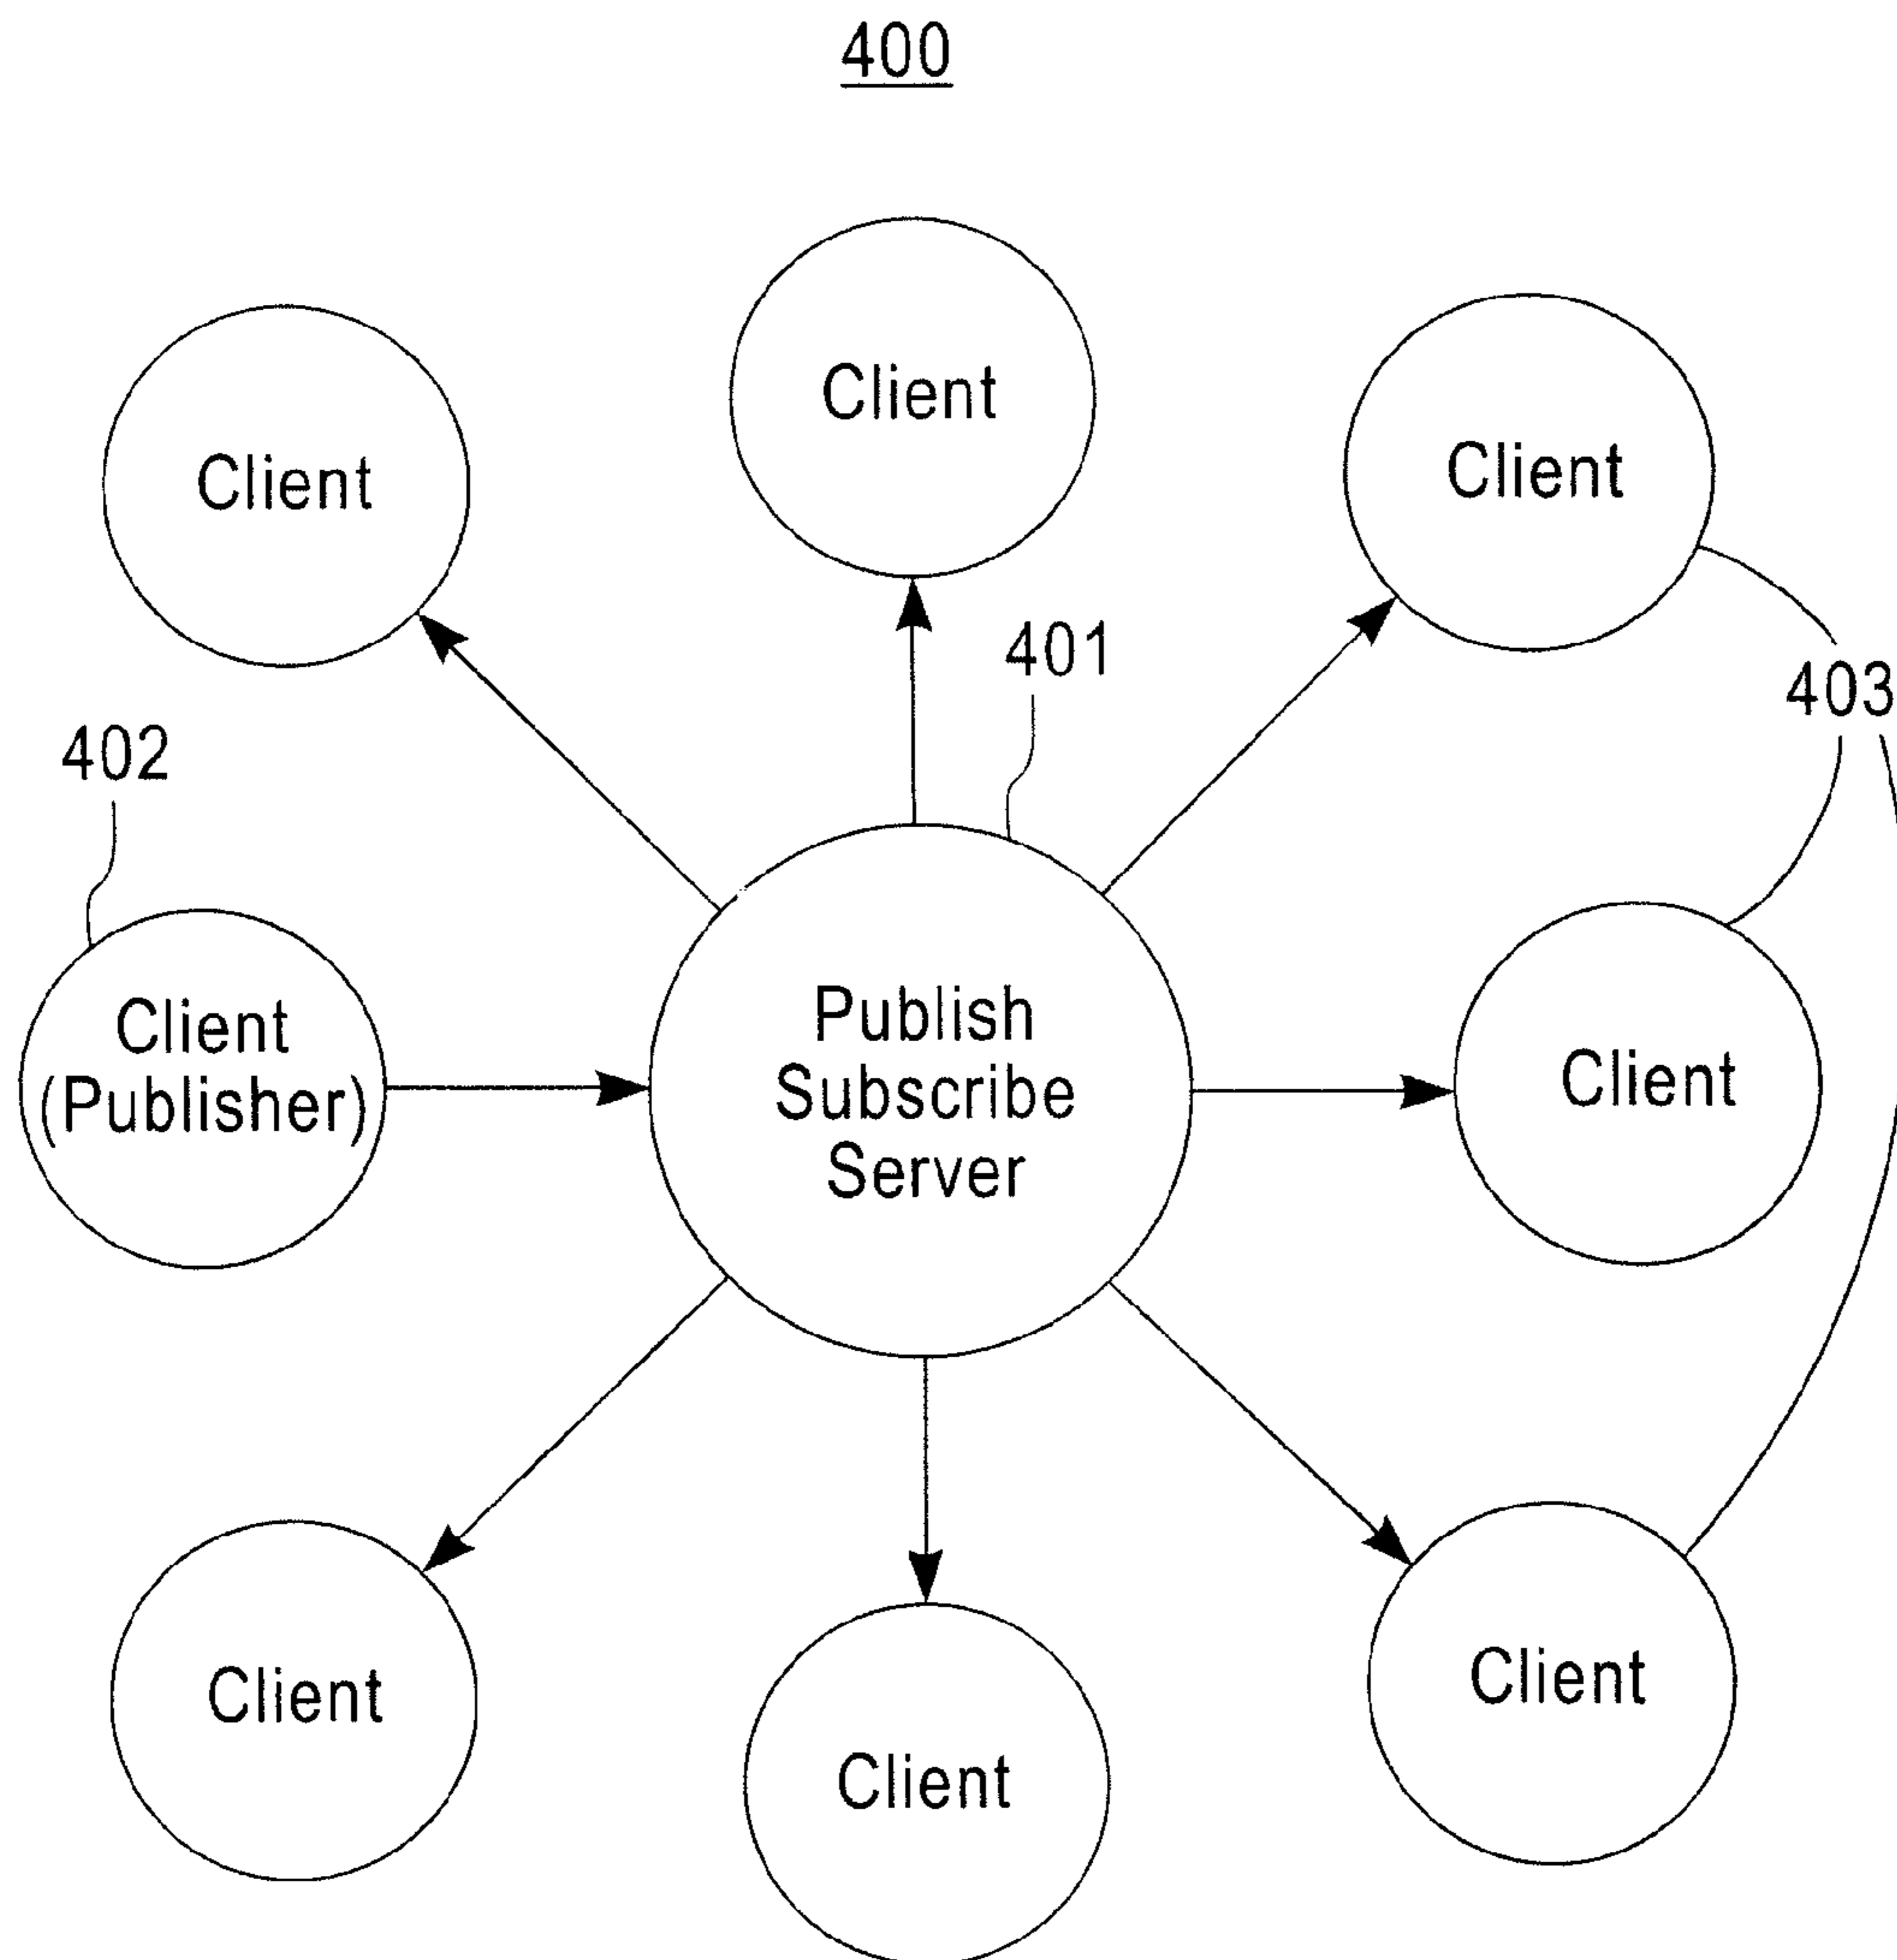 400
Client
Client
Client
401
403
402
Client
(Publisher)
Publish
Subscribe
Server
Client
Client
Client
Client